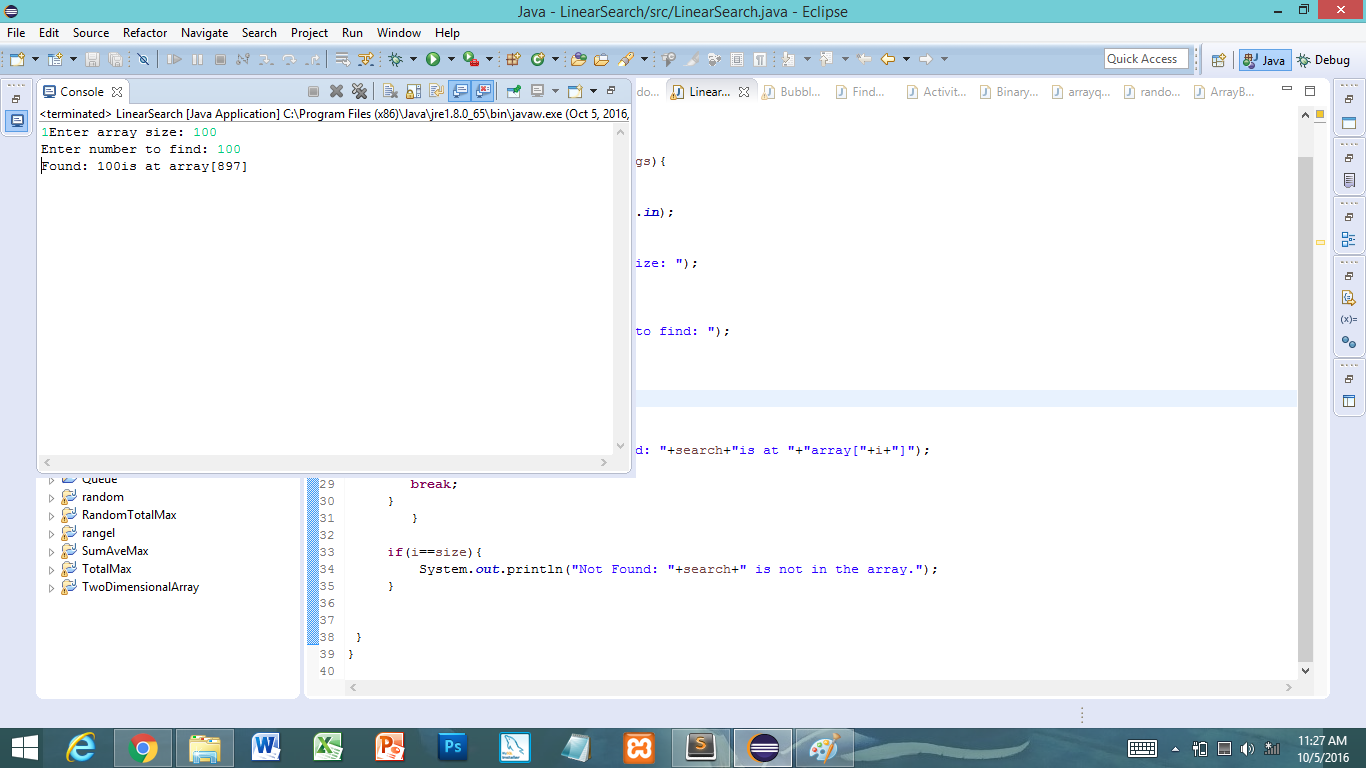 Java - LinearSearch/src/LinearSearch.java - Eclipse
File Edit Source Refactor Navigate Search Project Run Window Help
Quick Access Java Debug
Console
do... Linear... Bubbl... Find... Activit... Binary... arrayq... rando... ArrayB...
<terminated> LinearSearch [Java Application] C:\Program Files (x86)\Java\jre1.8.0_65\bin\javaw.exe (Oct 5, 2016,
1Enter array size: 100
Enter number to find: 100
Found: 100is at array[897]
gs){
.in);
ize: ");
to find: ");
d: "+search+"is at "+"array["+i+"]");
Queue
random
RandomTotalMax
rangel
SumAveMax
TotalMax
TwoDimensionalArray
29 break;
30 }
31 }
32
33 if(i==size){
34 System.out.println("Not Found: "+search+" is not in the array.");
35 }
36
37
38 }
39 }
40
(x)=
11:27 AM
10/5/2016